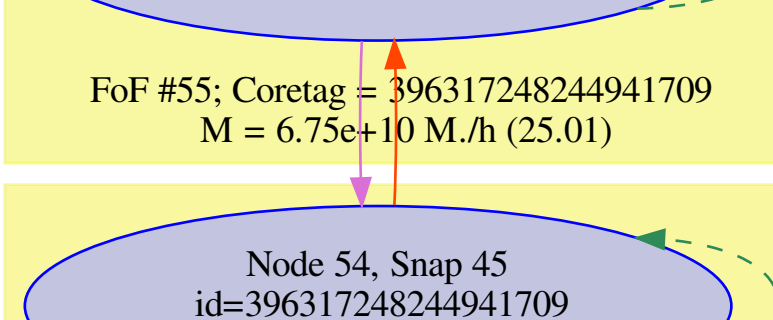 FoF #55; Coretag = 396317248244941709
M = 6.75e+10 M./h (25.01)
Node 54, Snap 45
id=396317248244941709